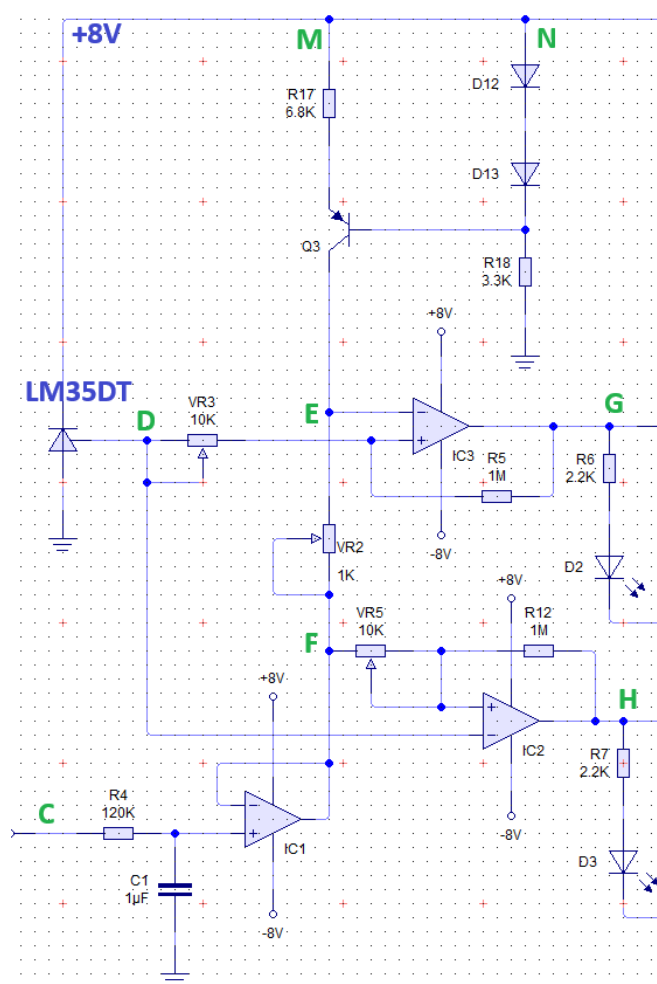 +8V
M
N
D12
R17
6.8K
D13
Q3
R18
3.3K
+8V
LM35DT
VR3
10K
D
E
−
+
G
IC3
R5
1M
R6
2.2K
-8V
VR2
1K
D2
+8V
VR5
10K
R12
1M
F
+8V
+
−
H
IC2
R7
2.2K
-8V
C
R4
120K
−
+
IC1
D3
C1
1µF
-8V